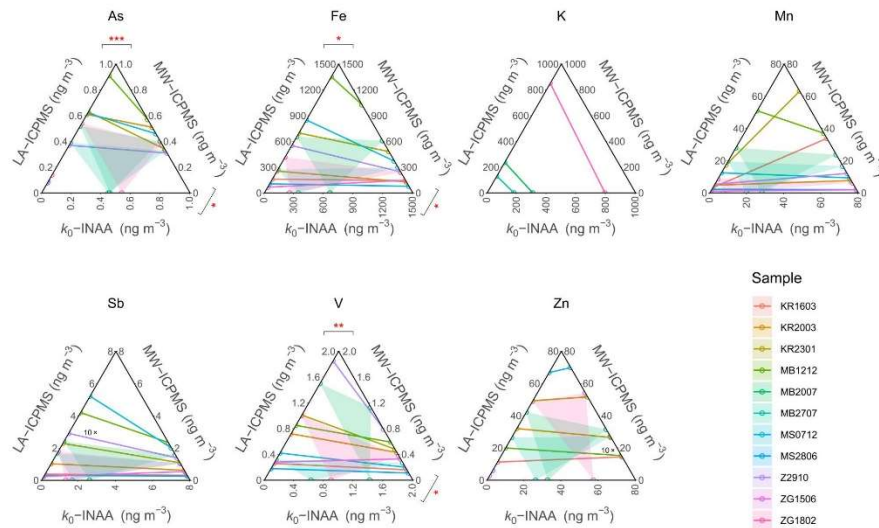 As
Fe
K
Mn
***
*
LA−ICPMS (ng m−3)
MW−ICPMS (ng m−3)
1.0 1.0
0.8 0.8
0.6 0.6
0.4 0.4
0.2 0.2
0 0
0.2 0.4 0.6 0.8 1.0
k0−INAA (ng m−3)
*
LA−ICPMS (ng m−3)
MW−ICPMS (ng m−3)
1500 1500
1200 1200
900 900
600 600
300 300
0 0
300 600 900 1200 1500
k0−INAA (ng m−3)
*
LA−ICPMS (ng m−3)
MW−ICPMS (ng m−3)
1000 1000
800 800
600 600
400 400
200 200
0 0
200 400 600 800 1000
k0−INAA (ng m−3)
LA−ICPMS (ng m−3)
MW−ICPMS (ng m−3)
80 80
60 60
40 40
20 20
0 0
20 40 60 80
k0−INAA (ng m−3)
Sb
V
Zn
**
LA−ICPMS (ng m−3)
MW−ICPMS (ng m−3)
8 8
6 6
4 4
10×
2 2
0 0
2 4 6 8
k0−INAA (ng m−3)
LA−ICPMS (ng m−3)
MW−ICPMS (ng m−3)
2.0 2.0
1.6 1.6
1.2 1.2
0.8 0.8
0.4 0.4
0 0
0.4 0.8 1.2 1.6 2.0
k0−INAA (ng m−3)
*
LA−ICPMS (ng m−3)
MW−ICPMS (ng m−3)
80 80
60 60
40 40
20 20
10×
0 0
20 40 60 80
k0−INAA (ng m−3)
Sample
KR1603
KR2003
KR2301
MB1212
MB2007
MB2707
MS0712
MS2806
Z2910
ZG1506
ZG1802